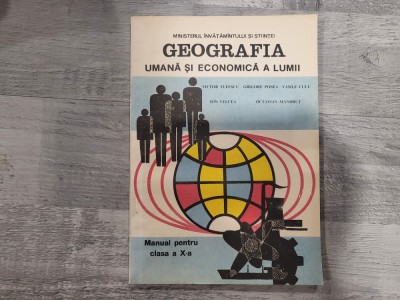 MINISTERUL ÎNVĂȚĂMÎNTULUI ȘI ȘTIINȚEI
GEOGRAFIA
UMANĂ ȘI ECONOMICĂ A LUMII
VICTOR TUFESCU GRIGORE POSEA VASILE CUCU
ION VELCEA OCTAVIAN MÂNDRUȚ
Manual pentru
clasa a X-a